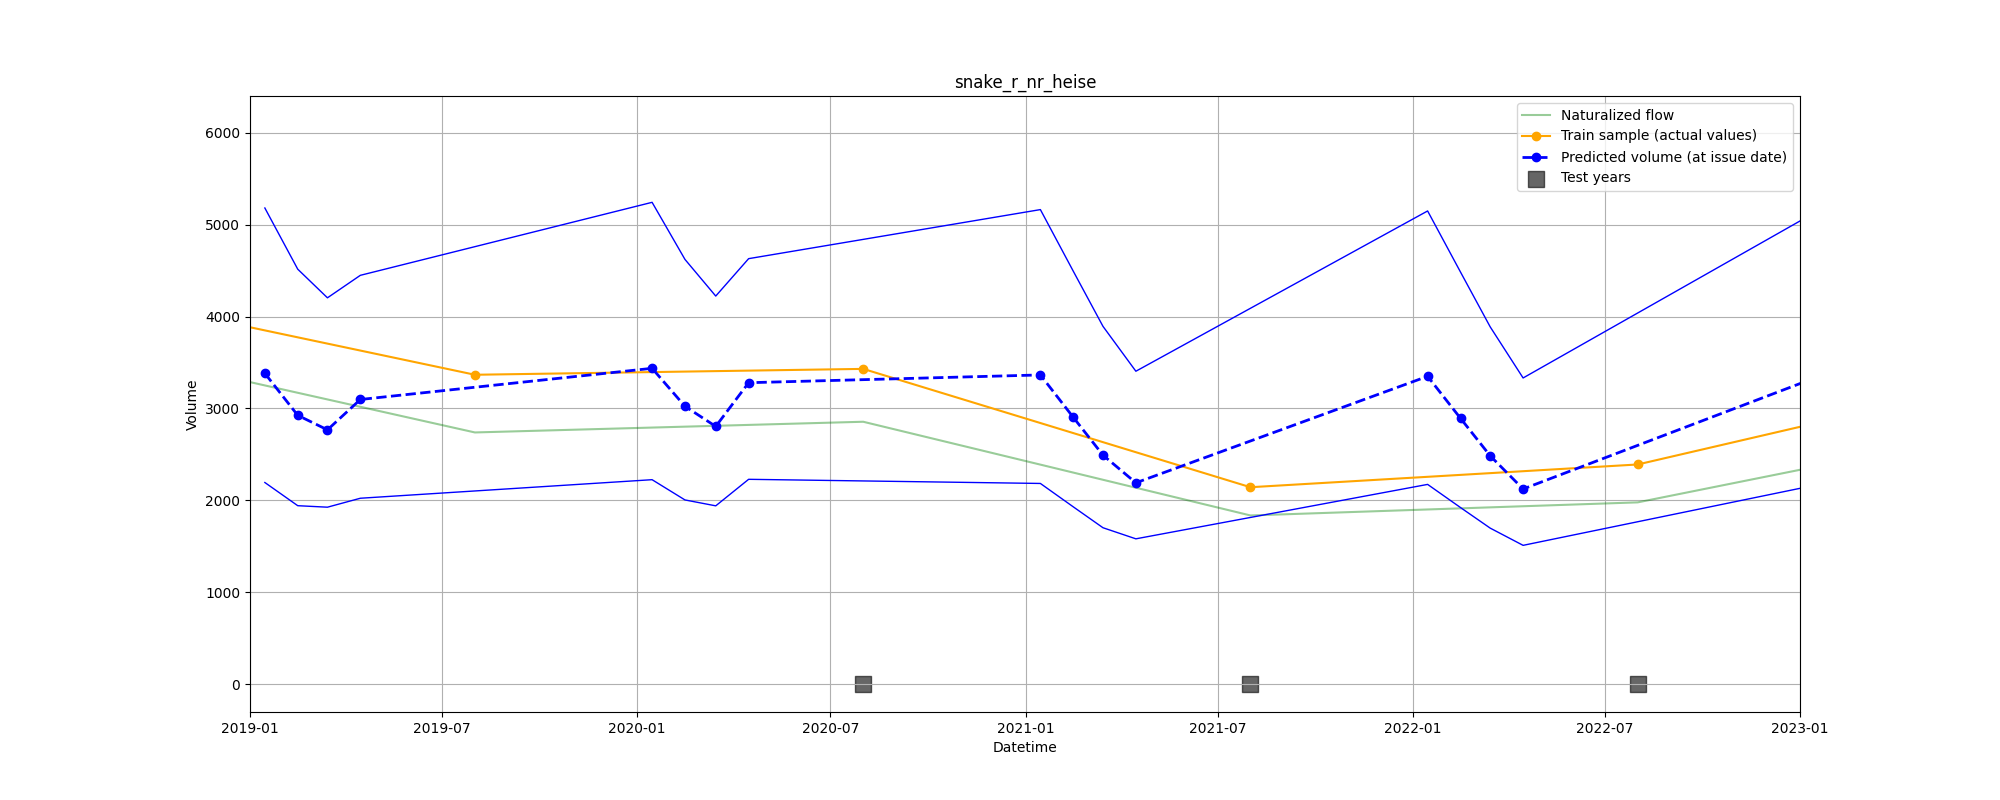 snake_r_nr_heise
Naturalized flow
Train sample (actual values)
Predicted volume (at issue date)
Test years
Volume
6000
5000
4000
3000
2000
1000
0
2019-01 2019-07 2020-01 2020-07 2021-01 2021-07 2022-01 2022-07 2023-01
Datetime